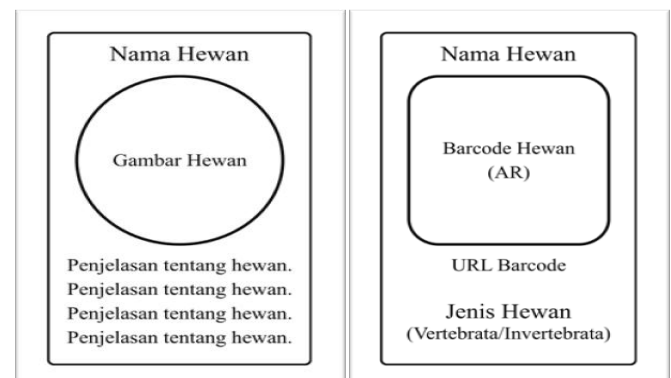 Nama Hewan
Gambar Hewan
Penjelasan tentang hewan.
Penjelasan tentang hewan.
Penjelasan tentang hewan.
Penjelasan tentang hewan.
Nama Hewan
Barcode Hewan
(AR)
URL Barcode
Jenis Hewan
(Vertebrata/Invertebrata)